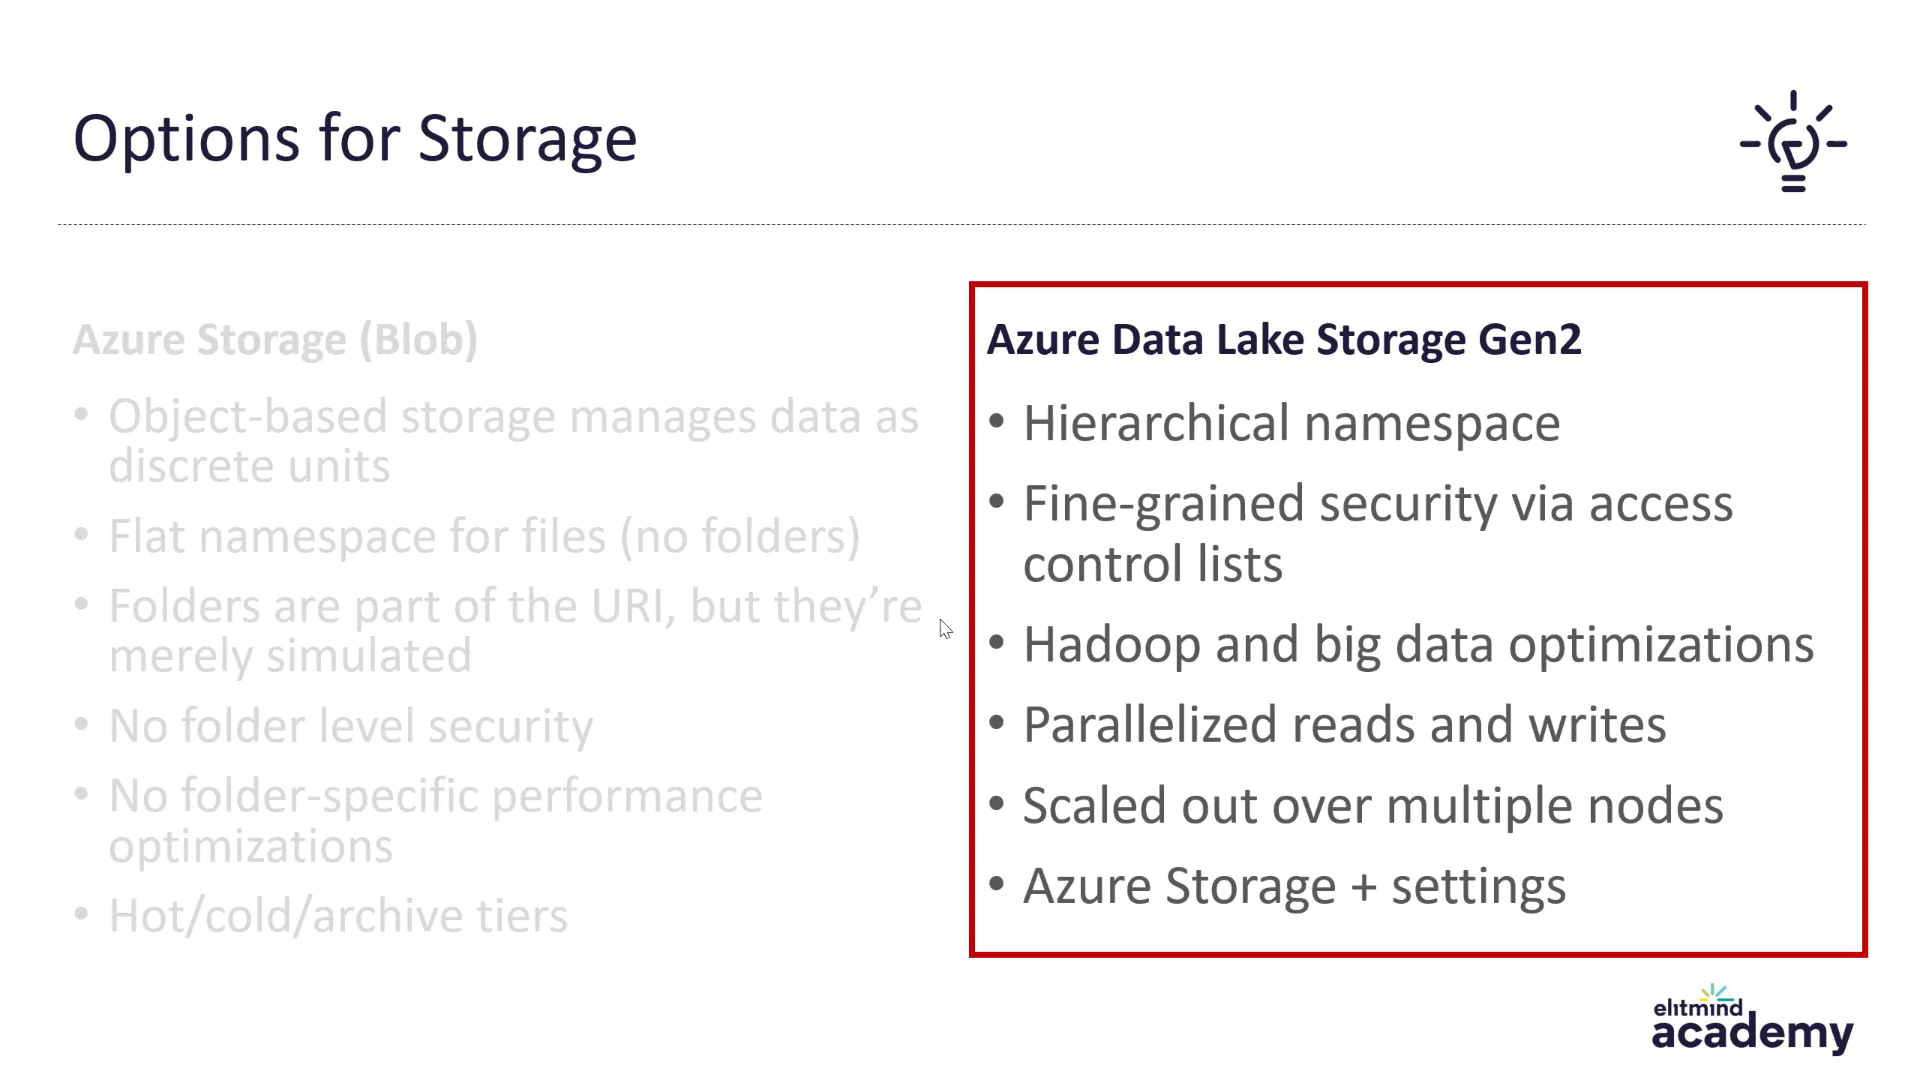 Options for Storage
Azure Storage (Blob)
• Object-based storage manages data as
discrete units
• Flat namespace for files (no folders)
• Folders are part of the URI, but they’re
merely simulated
• No folder level security
• No folder-specific performance
optimizations
• Hot/cold/archive tiers
Azure Data Lake Storage Gen2
• Hierarchical namespace
• Fine-grained security via access
control lists
• Hadoop and big data optimizations
• Parallelized reads and writes
• Scaled out over multiple nodes
• Azure Storage + settings
elitmind
academy